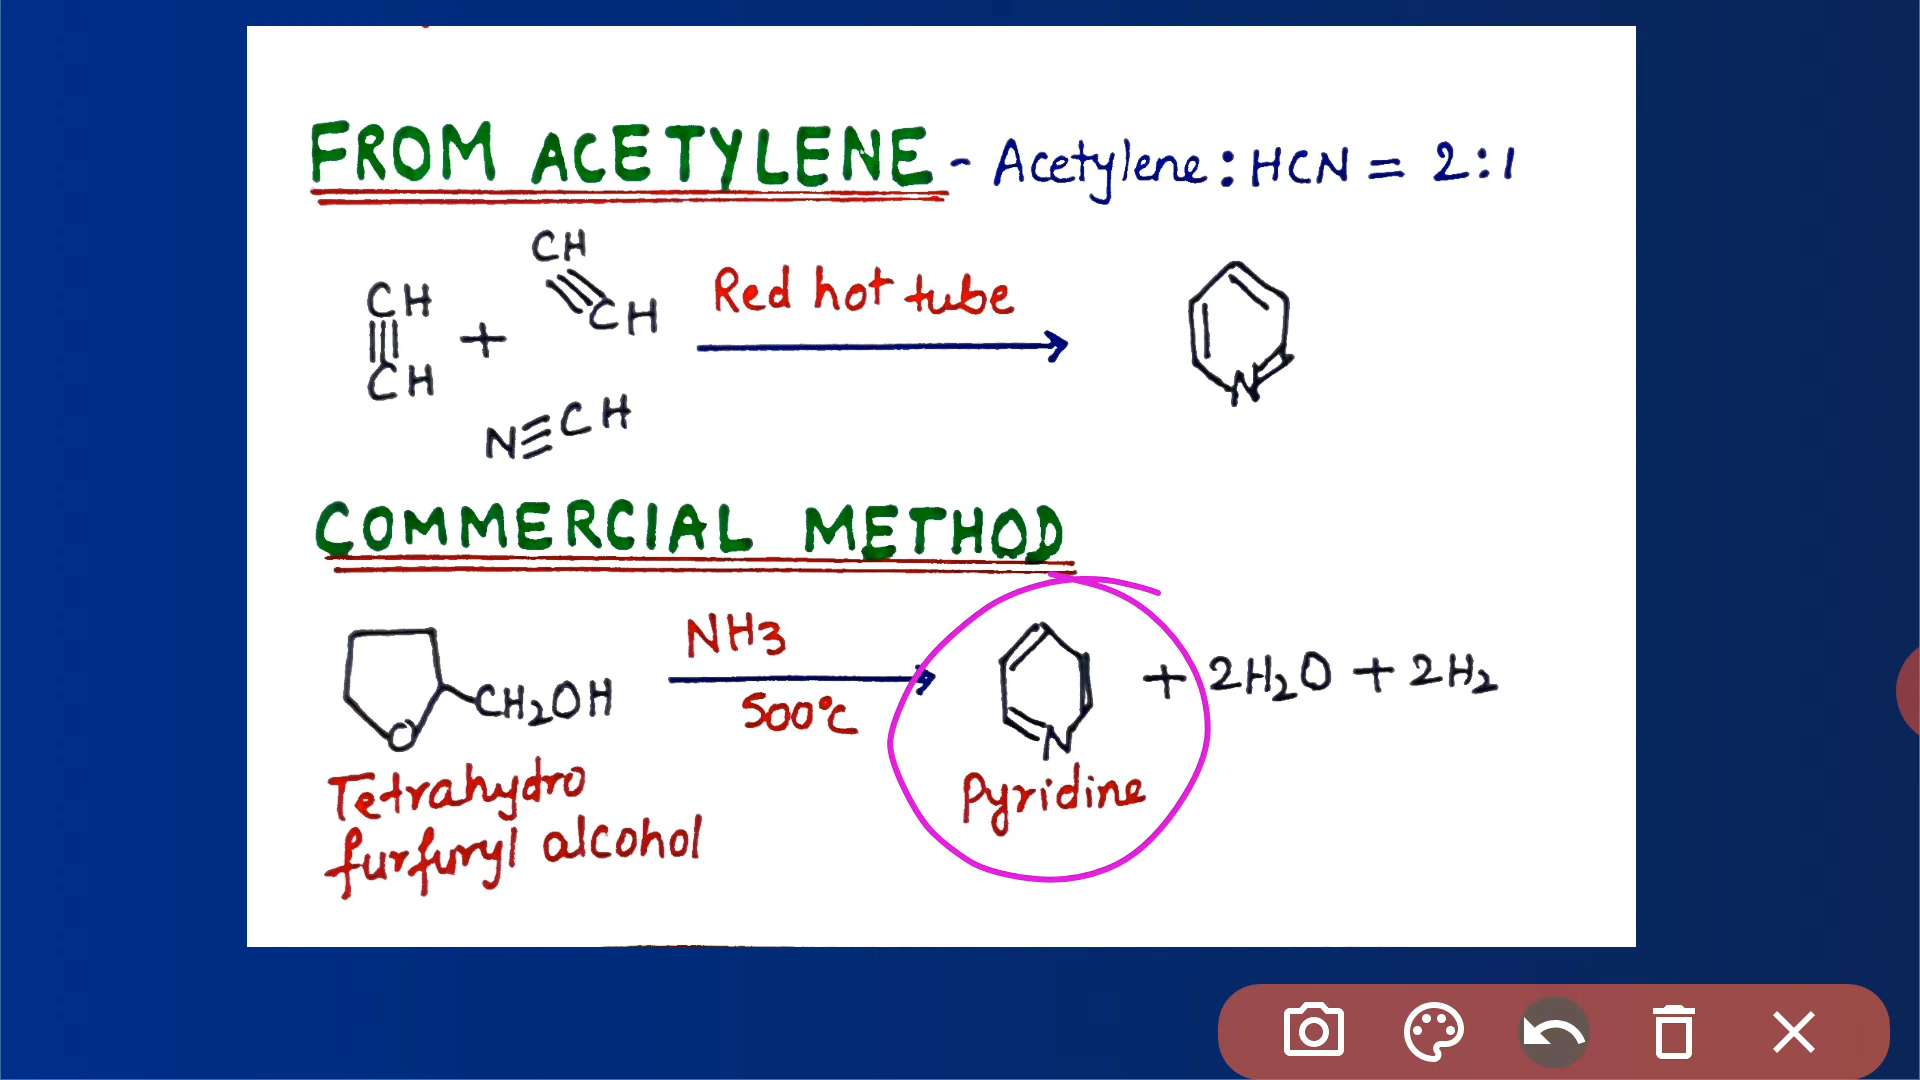 FROM ACETYLENE - Acetylene : HCN = 2:1
CH
CH
CH
CH
+
N≡CH
Red hot tube
N
COMMERCIAL METHOD
O
CH₂OH
NH3
500°C
N
+ 2H₂O + 2H₂
Tetrahydro
furfuryl alcohol
Pyridine